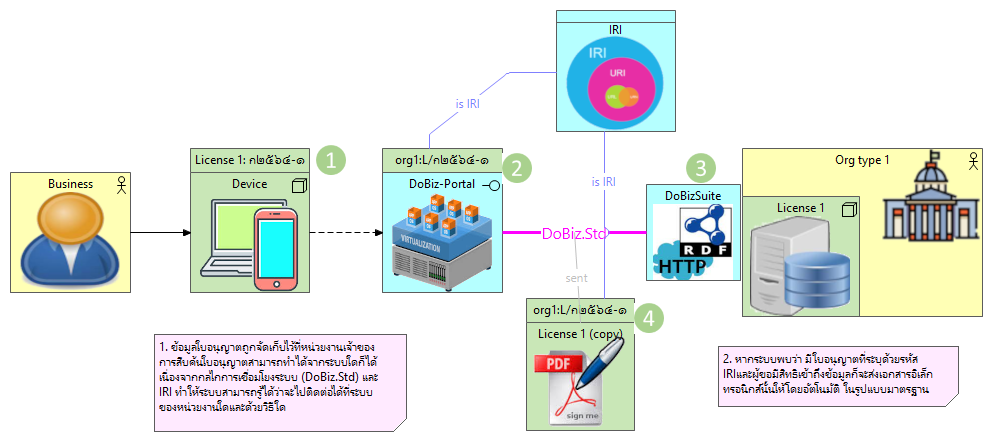 IRI
IRI
URI
is IRI
License 1: ก๒๕๖๔-๑
1
org1:L/ก๒๕๖๔-๑
2
3
Org type 1
Business
Device
DoBiz-Portal
is IRI
DoBizSuite
License 1
VIRTUALIZATION
DoBiz.Std
RDF
HTTP
sent
org1:L/ก๒๕๖๔-๑
4
License 1 (copy)
PDF
sign me
1. ข้อมูลใบอนุญาตถูกจัดเก็บไว้ที่หน่วยงานเจ้าของ
การสืบค้นใบอนุญาตสามารถทำได้จากระบบใดก็ได้
เนื่องจากกลไกการเชื่อมโยงระบบ (DoBiz.Std) และ
IRI ทำให้ระบบสามารถรู้ได้ว่าจะไปติดต่อได้ที่ระบบ
ของหน่วยงานใดและด้วยวิธีใด
2. หากระบบพบว่า มีใบอนุญาตที่ระบุด้วยรหัส
IRIและผู้ขอมีสิทธิเข้าถึงข้อมูลก็จะส่งเอกสารอิเล็ก
ทรอนิกส์นั้นให้โดยอัตโนมัติ ในรูปแบบมาตรฐาน